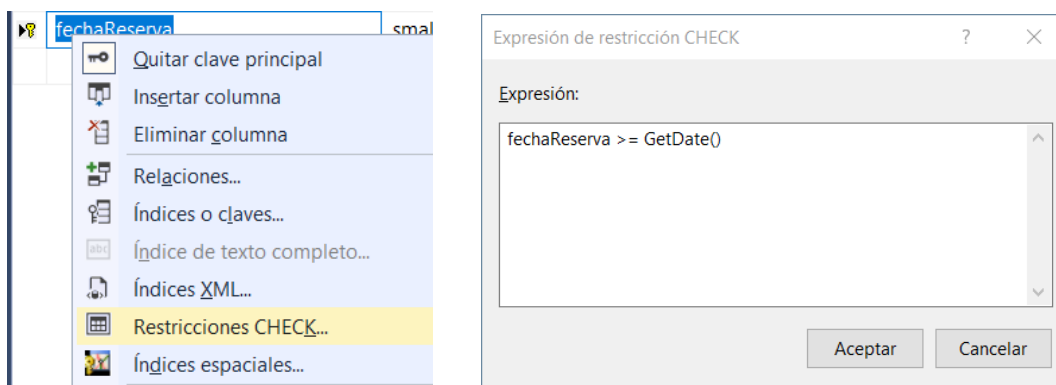 fechaReserva
smal
Quitar clave principal
Insertar columna
Eliminar columna
Relaciones...
Índices o claves...
Índice de texto completo...
Índices XML...
Restricciones CHECK...
Índices espaciales...
Expresión de restricción CHECK
Expresión:
fechaReserva >= GetDate()
Aceptar
Cancelar